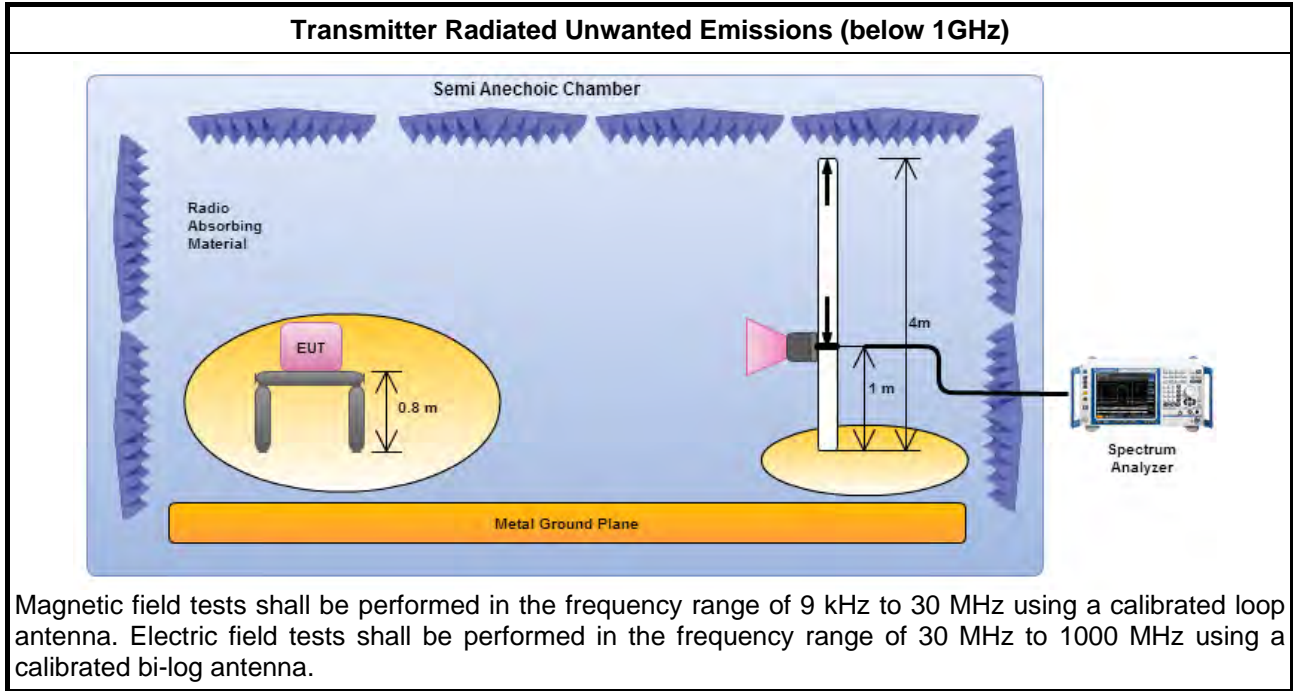 Transmitter Radiated Unwanted Emissions (below 1GHz)
Semi Anechoic Chamber
Radio
Absorbing
Material
EUT
0.8 m
4m
1 m
Spectrum
Analyzer
Metal Ground Plane
Magnetic field tests shall be performed in the frequency range of 9 kHz to 30 MHz using a calibrated loop
antenna. Electric field tests shall be performed in the frequency range of 30 MHz to 1000 MHz using a
calibrated bi-log antenna.